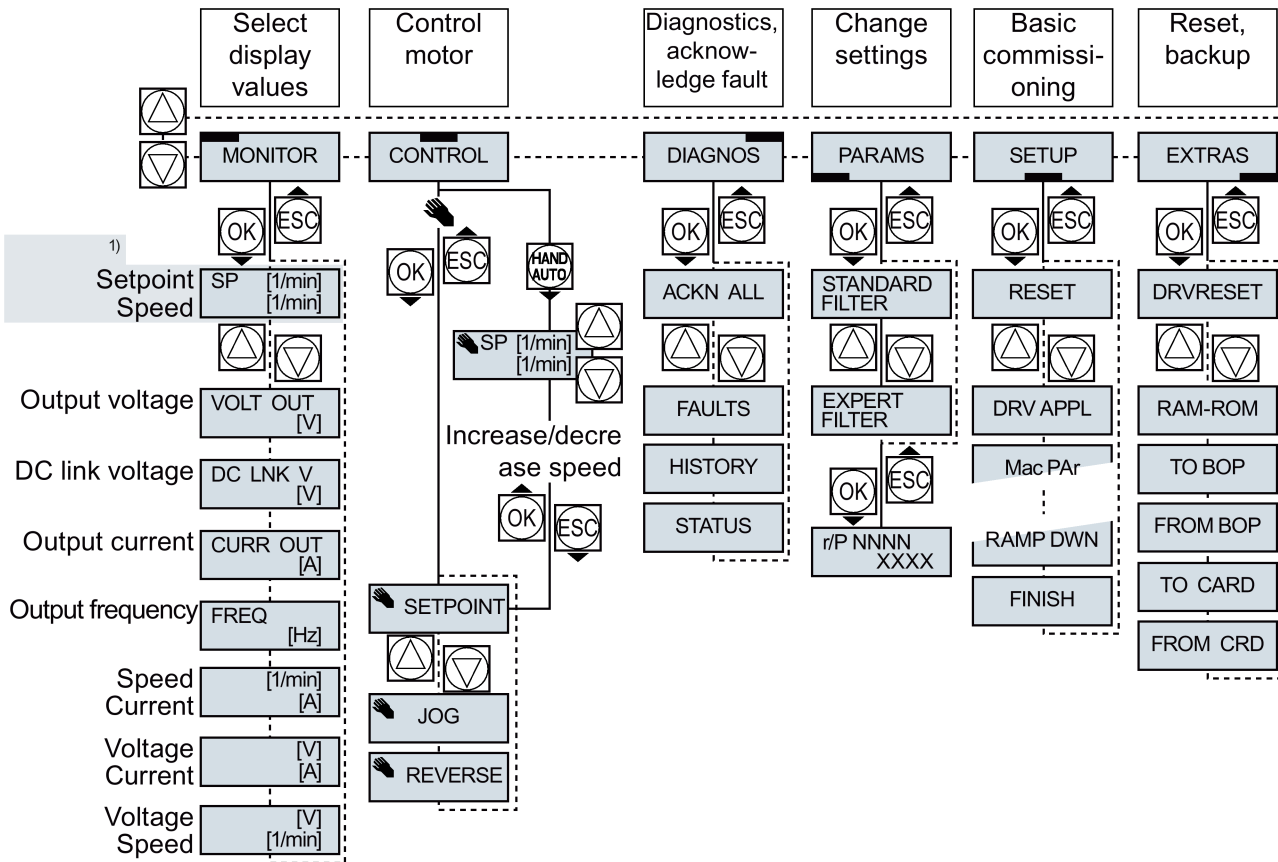 Select
display
values
Control
motor
Diagnostics,
acknow-
ledge fault
Change
settings
Basic
commissi-
oning
Reset,
backup
MONITOR
CONTROL
DIAGNOS
PARAMS
SETUP
EXTRAS
OK
ESC
OK
ESC
HAND
AUTO
OK
ESC
OK
ESC
OK
ESC
OK
ESC
1)
Setpoint
Speed
SP [1/min]
[1/min]
SP [1/min]
[1/min]
ACKN ALL
STANDARD
FILTER
RESET
DRVRESET
Output voltage
VOLT OUT
[V]
Increase/decre
ase speed
FAULTS
EXPERT
FILTER
DRV APPL
RAM-ROM
DC link voltage
DC LNK V
[V]
OK
ESC
HISTORY
OK
ESC
Mac PAr
TO BOP
Output current
CURR OUT
[A]
STATUS
r/P NNNN
XXXX
RAMP DWN
FROM BOP
Output frequency
FREQ
[Hz]
SETPOINT
FINISH
TO CARD
FROM CRD
Speed
Current
[1/min]
[A]
JOG
Voltage
Current
[V]
[A]
REVERSE
Voltage
Speed
[V]
[1/min]